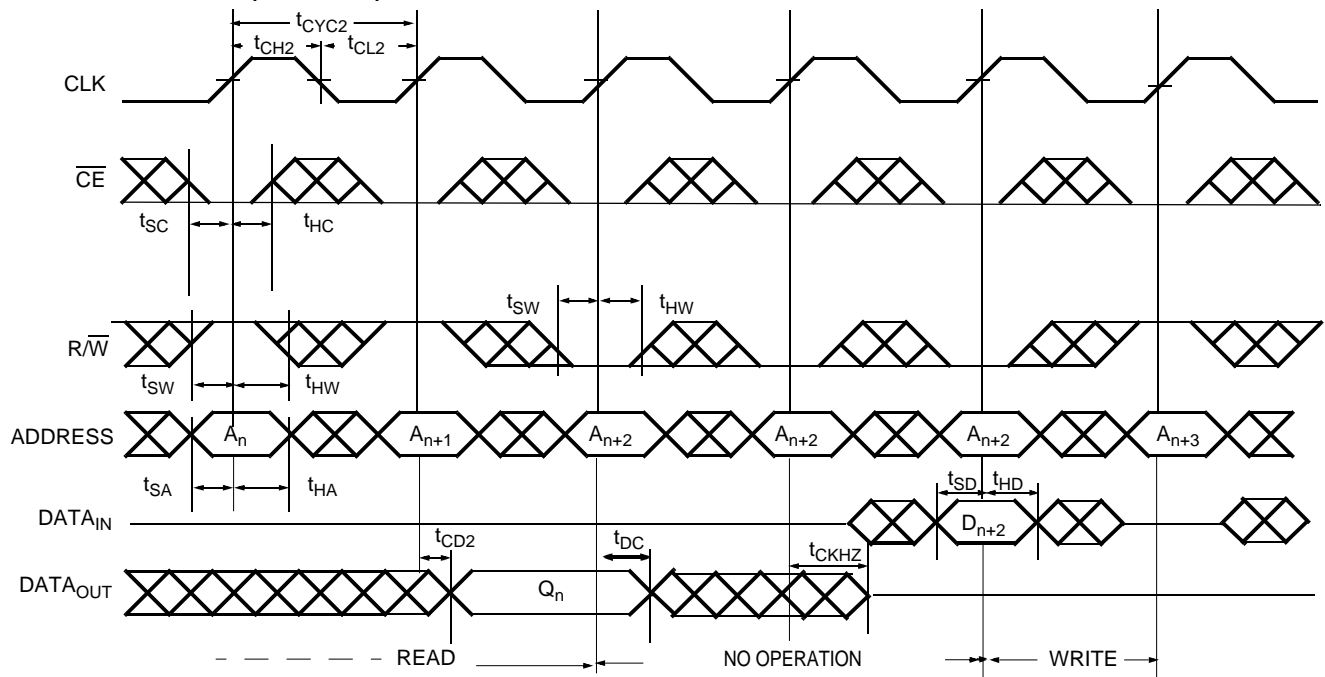 tCYC2
tCH2 tCL2
CLK
CE
tSC tHC
tSW tHW
R/W
tSW tHW
ADDRESS An An+1 An+2 An+2 An+2 An+3
tSA tHA tSD tHD
DATAIN Dn+2
tCD2 tDC tCKHZ
DATAOUT Qn
READ NO OPERATION WRITE